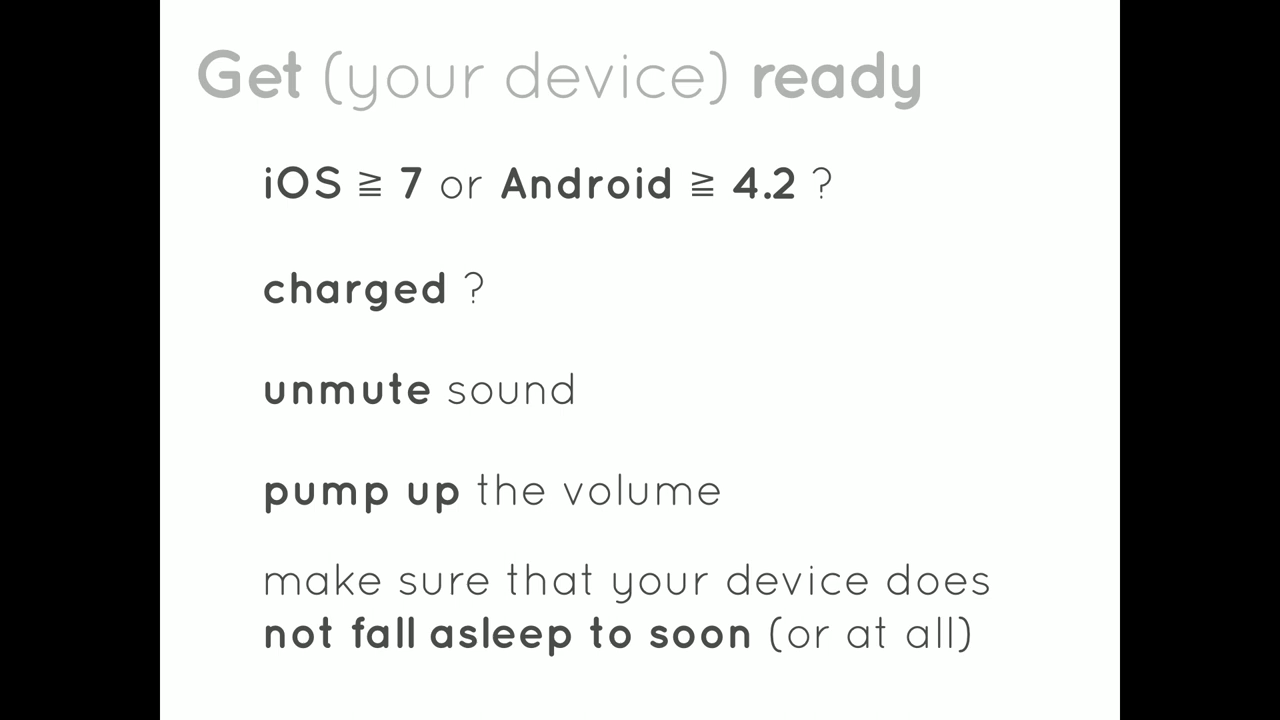 Get (your device) ready
iOS ≧ 7 or Android ≧ 4.2 ?
charged ?
unmute sound
pump up the volume
make sure that your device does
not fall asleep to soon (or at all)